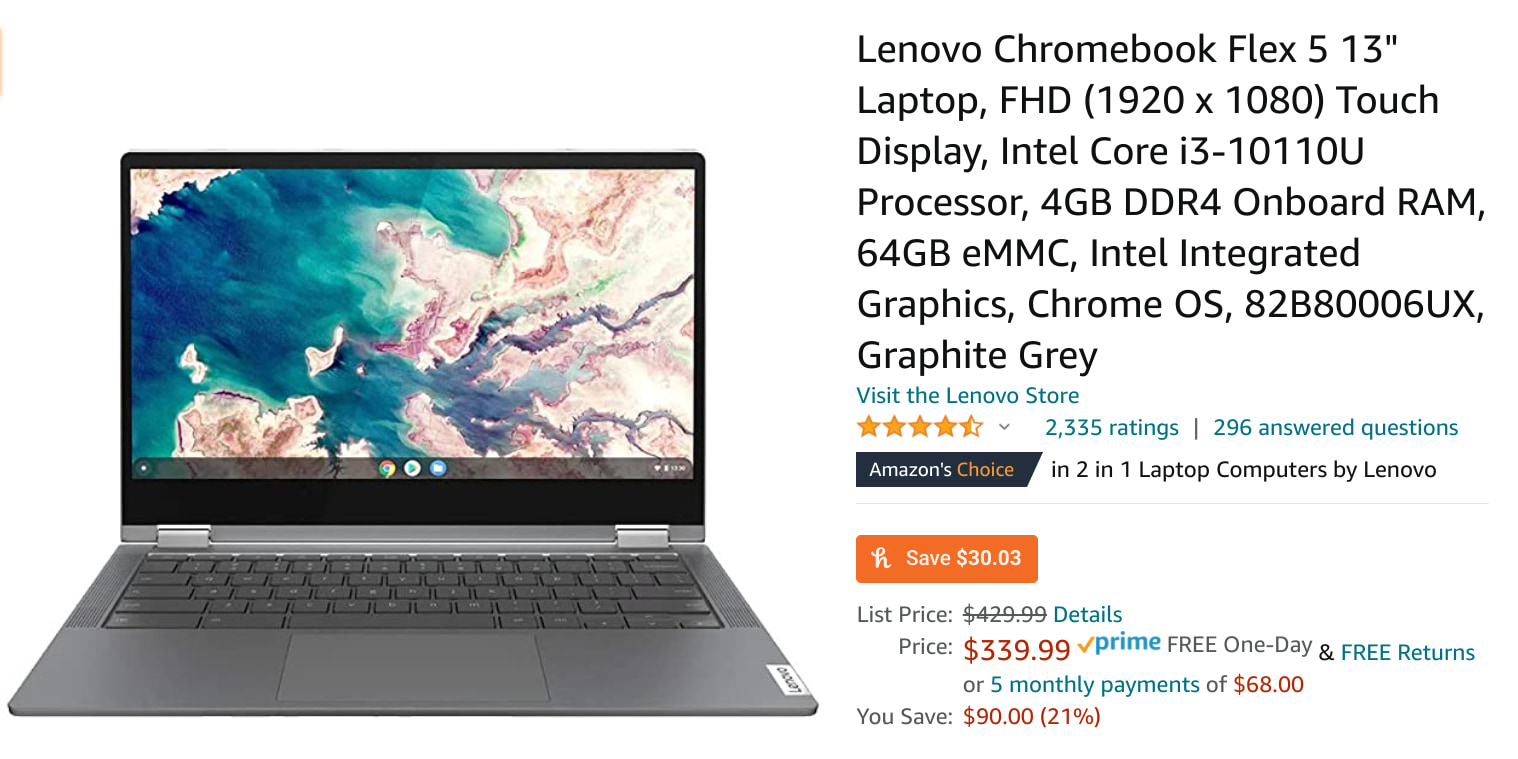 Lenovo Chromebook Flex 5 13"
Laptop, FHD (1920 x 1080) Touch
Display, Intel Core i3-10110U
Processor, 4GB DDR4 Onboard RAM,
64GB eMMC, Intel Integrated
Graphics, Chrome OS, 82B80006UX,
Graphite Grey
Visit the Lenovo Store
2,335 ratings | 296 answered questions
Amazon's Choice in 2 in 1 Laptop Computers by Lenovo
Save $30.03
List Price: $429.99 Details
Price: $339.99 prime FREE One-Day & FREE Returns
or 5 monthly payments of $68.00
You Save: $90.00 (21%)
Lenovo